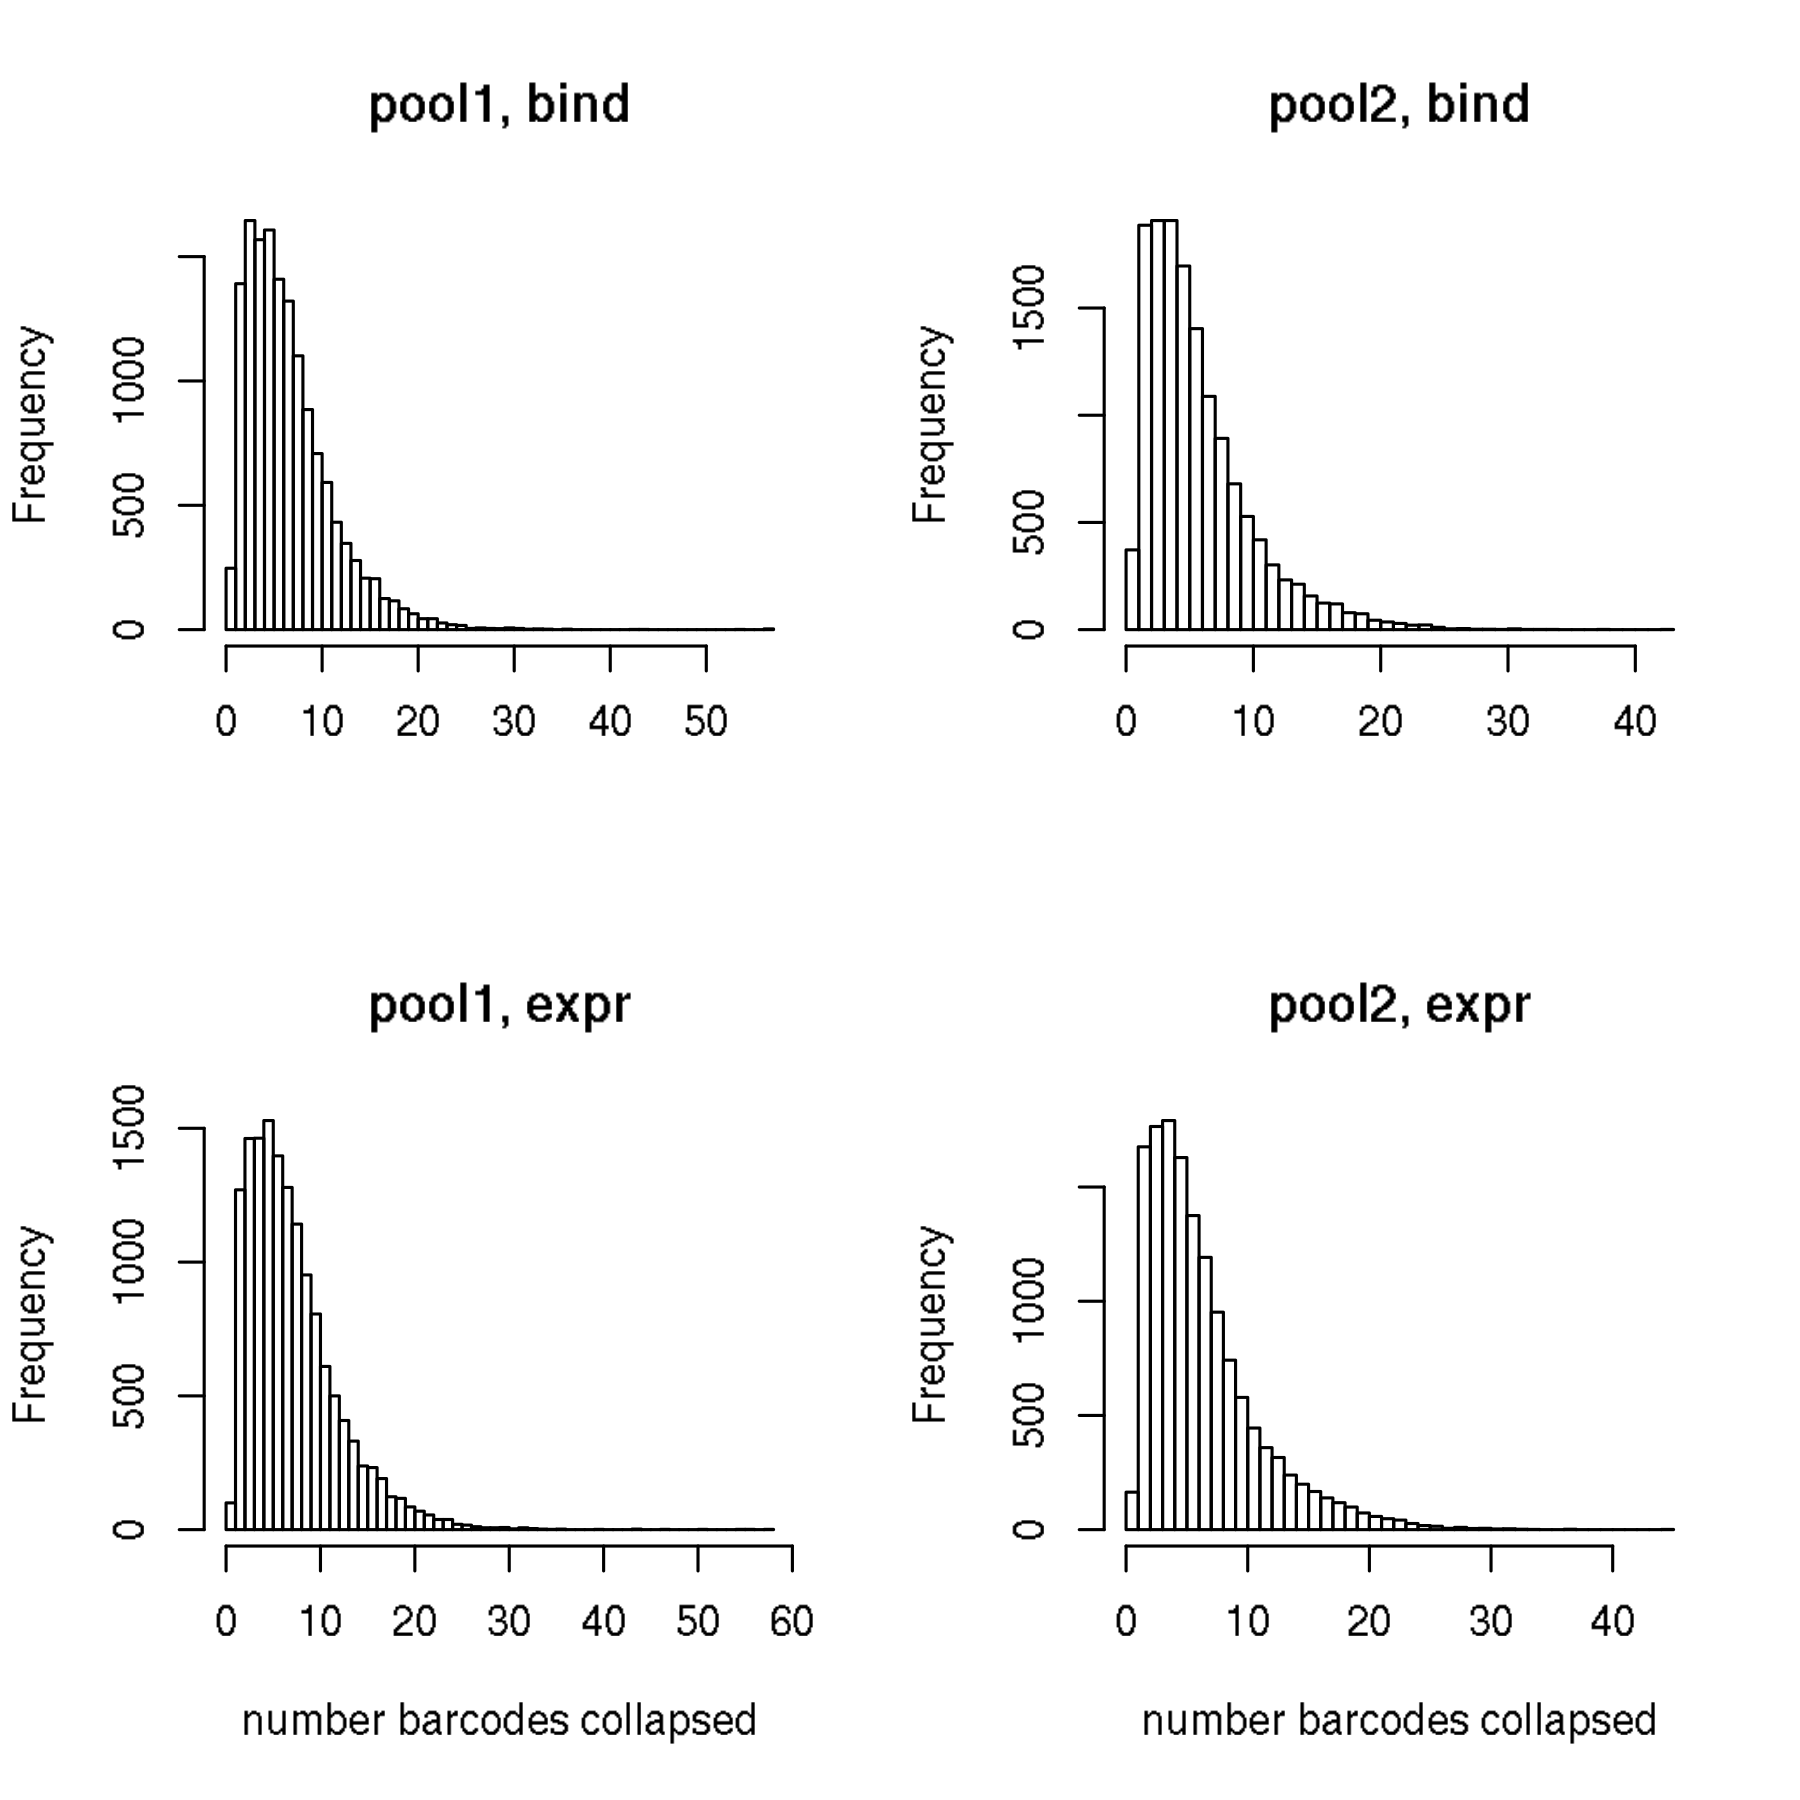 pool1, bind
Frequency
0 500 1000
0 10 20 30 40 50
pool2, bind
Frequency
0 500 1500
0 10 20 30 40
pool1, expr
Frequency
0 500 1000 1500
0 10 20 30 40 50 60
number barcodes collapsed
pool2, expr
Frequency
0 500 1000
0 10 20 30 40
number barcodes collapsed